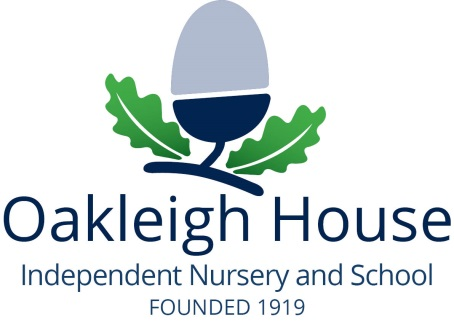 Oakleigh House
Independent Nursery and School
FOUNDED 1919